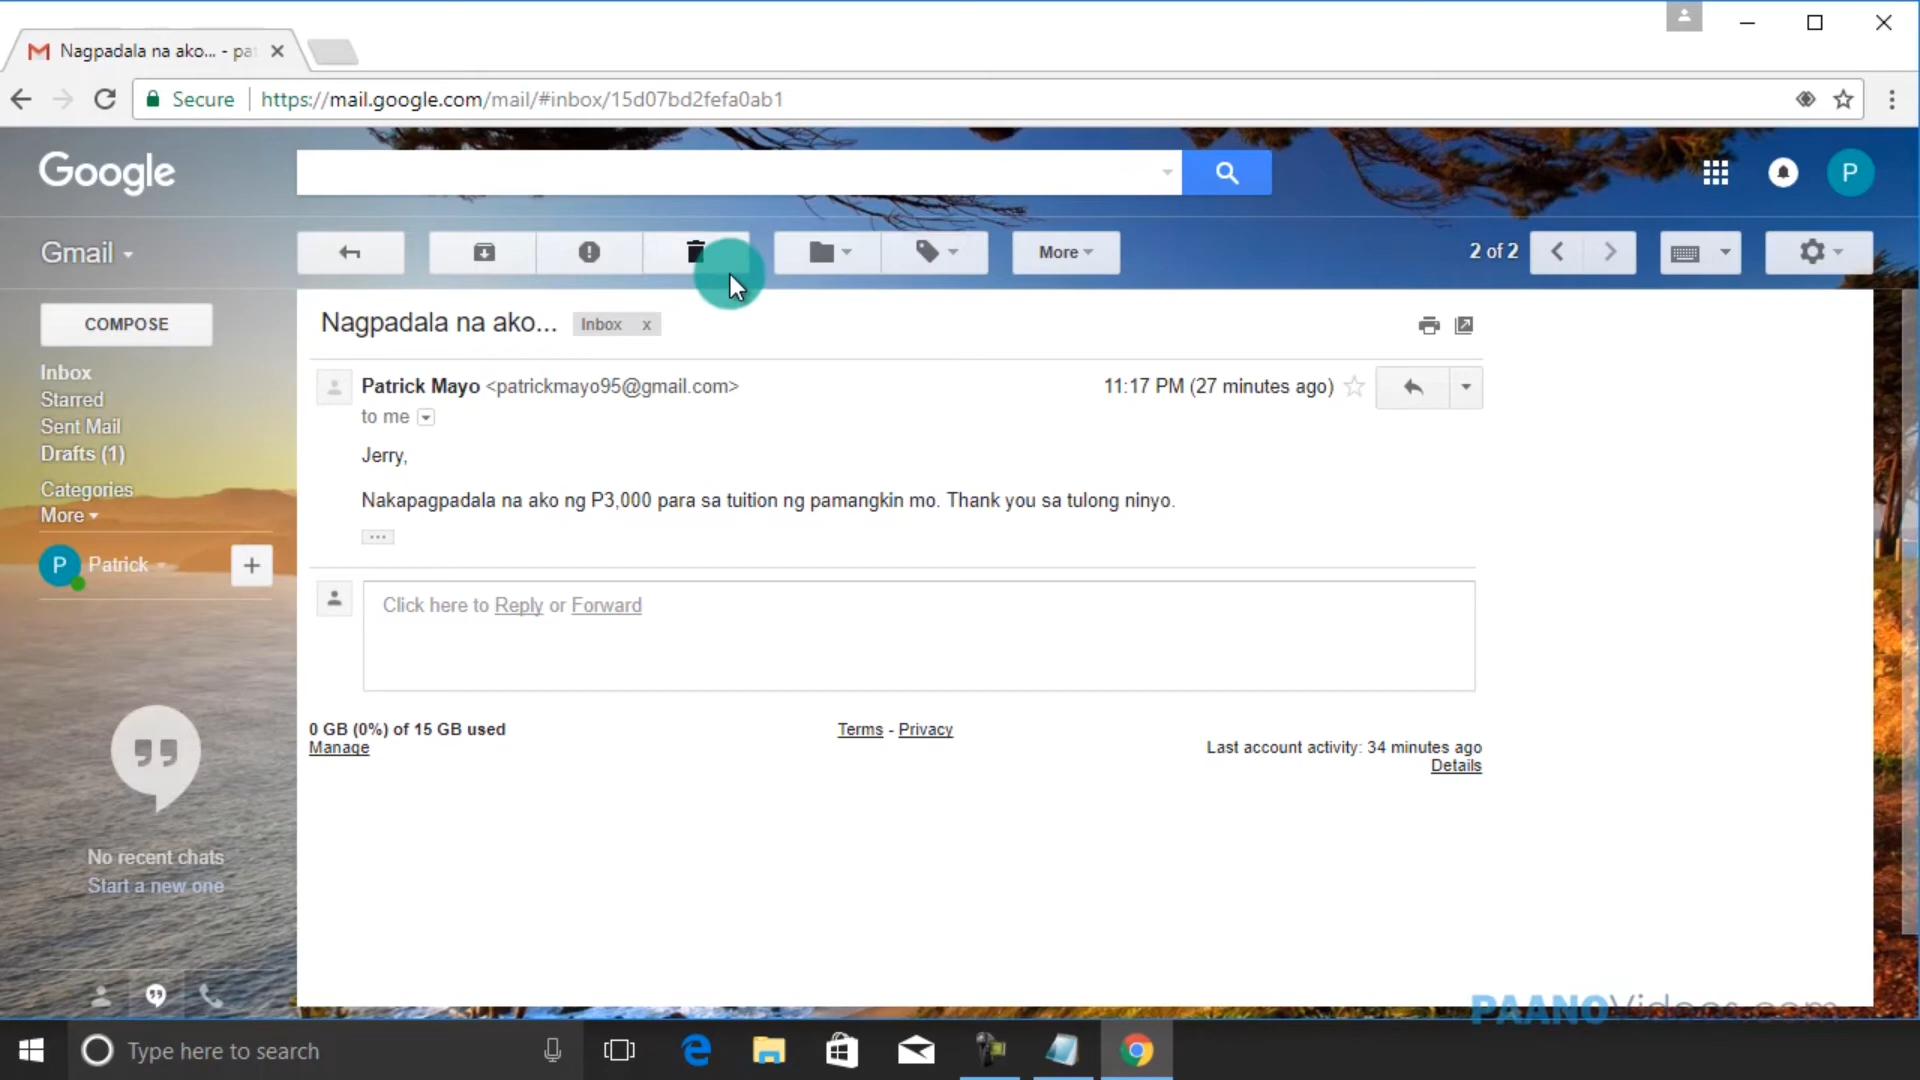 Nagpadala na ako... - pa
Secure https://mail.google.com/mail/#inbox/15d07bd2fefa0ab1
Google
P
Gmail
More
2 of 2
COMPOSE
Nagpadala na ako... Inbox x
Inbox
Starred
Sent Mail
Drafts (1)
Categories
More
P Patrick
Patrick Mayo <patrickmayo95@gmail.com>
11:17 PM (27 minutes ago)
to me
Jerry,
Nakapagpadala na ako ng P3,000 para sa tuition ng pamangkin mo. Thank you sa tulong ninyo.
Click here to Reply or Forward
0 GB (0%) of 15 GB used
Manage
Terms - Privacy
Last account activity: 34 minutes ago
Details
No recent chats
Start a new one
PAANOVideos.com
Type here to search